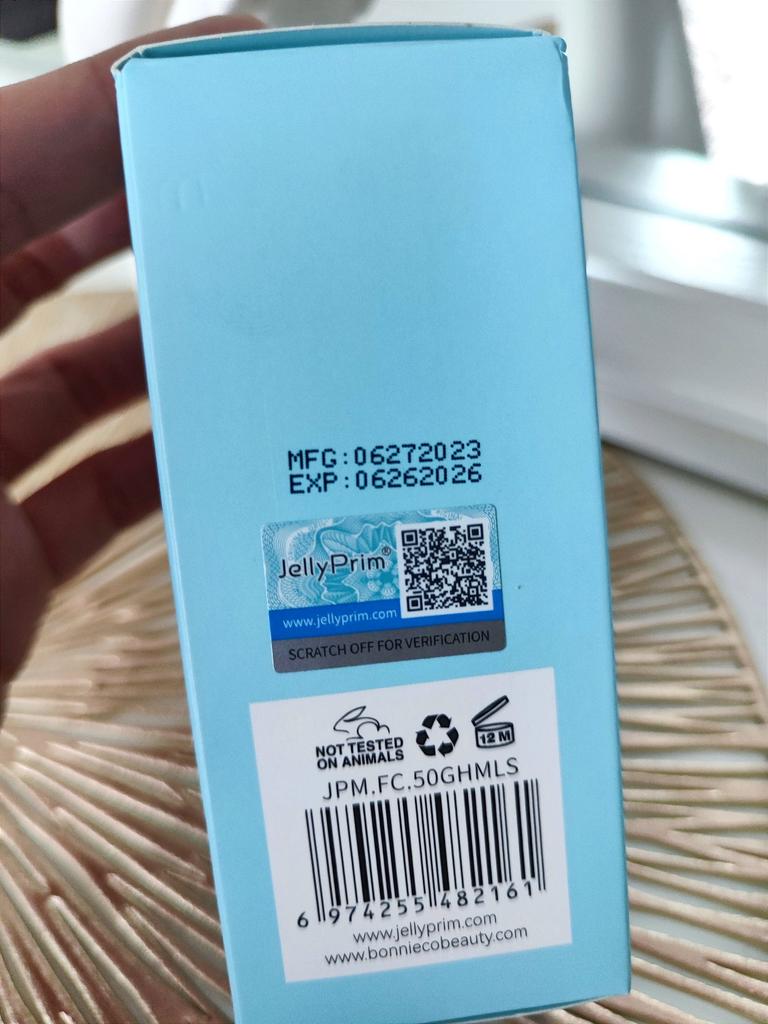 MFG:06272023
EXP:06262026
JellyPrim®
www.jellyprim.com
SCRATCH OFF FOR VERIFICATION
NOT TESTED
ON ANIMALS
12 M
JPM.FC.50GHMLS
6 974255 482161
www.jellyprim.com
www.bonniecobeauty.com